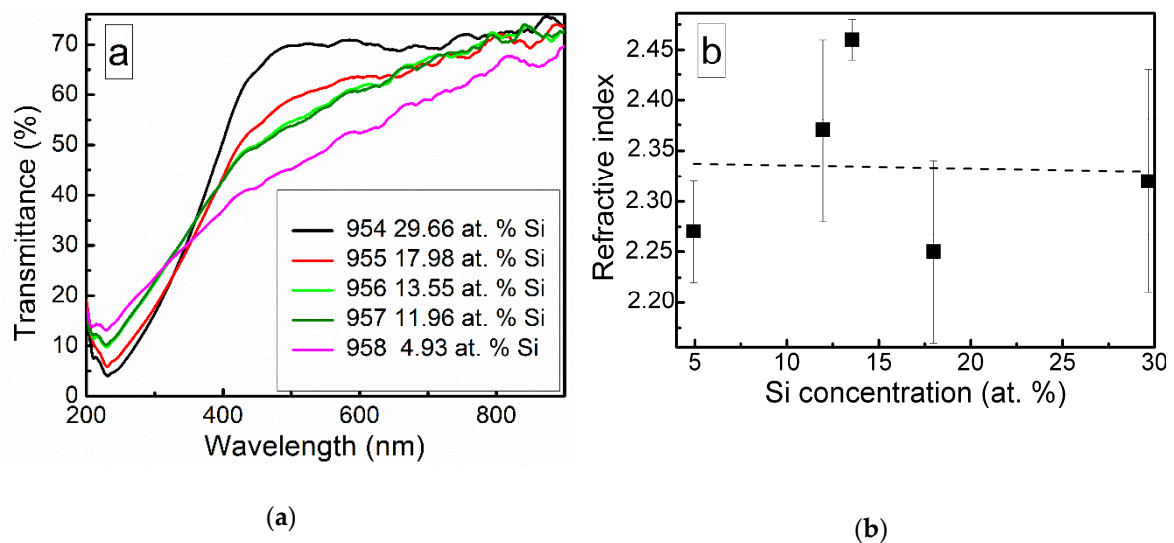 a
Transmittance (%)
70
60
50
40
30
20
10
0
954 29.66 at. % Si
955 17.98 at. % Si
956 13.55 at. % Si
957 11.96 at. % Si
958 4.93 at. % Si
200 400 600 800
Wavelength (nm)
(a)
b
Refractive index
2.45
2.40
2.35
2.30
2.25
2.20
5 10 15 20 25 30
Si concentration (at. %)
(b)